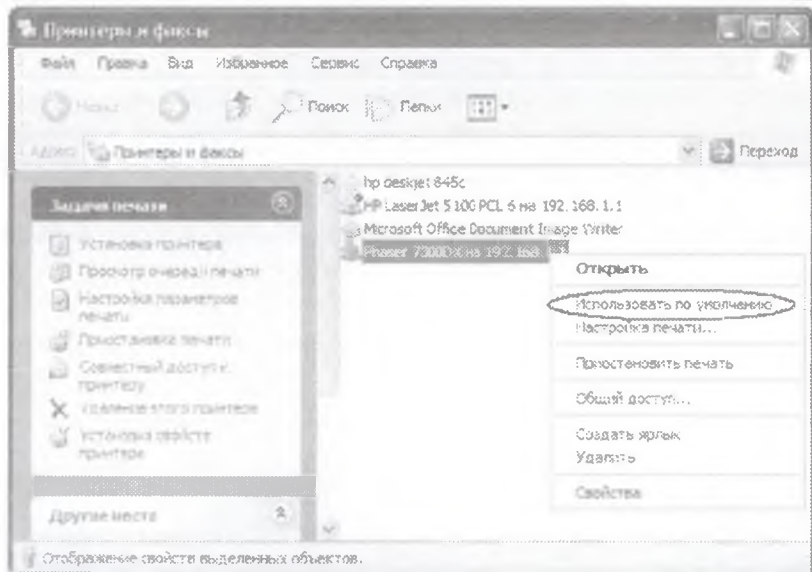 Принтеры и факсы
Файл Правка Вид Избранное Сервис Справка
Назад Поиск Папки
Адрес: Принтеры и факсы Переход
Задачи печати
Установка принтера
Просмотр очереди печати
Настройка параметров
печати
Приостановка печати
Совместный доступ к
принтеру
Удаление этого принтера
Установка свойств
принтера
Другие места
hp deskjet 845c
HP LaserJet 5100 PCL 6 на 192.168.1.1
Microsoft Office Document Image Writer
Phaser 7300DX на 192.168
Открыть
Использовать по умолчанию
Настройка печати...
Приостановить печать
Общий доступ...
Создать ярлык
Удалить
Свойства
Отображение свойств выделенных объектов.